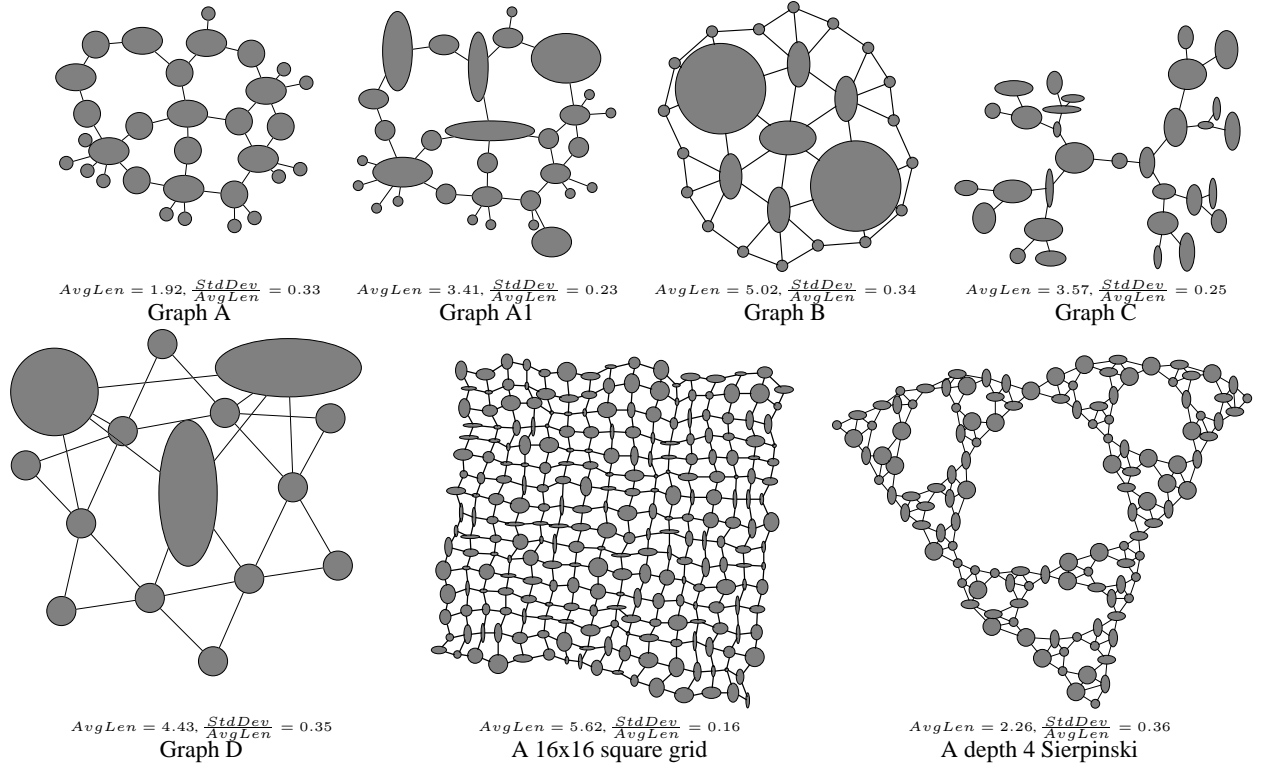 AvgLen = 1.92, StdDev/AvgLen = 0.33
Graph A
AvgLen = 3.41, StdDev/AvgLen = 0.23
Graph A1
AvgLen = 5.02, StdDev/AvgLen = 0.34
Graph B
AvgLen = 3.57, StdDev/AvgLen = 0.25
Graph C
AvgLen = 4.43, StdDev/AvgLen = 0.35
Graph D
AvgLen = 5.62, StdDev/AvgLen = 0.16
A 16x16 square grid
AvgLen = 2.26, StdDev/AvgLen = 0.36
A depth 4 Sierpinski